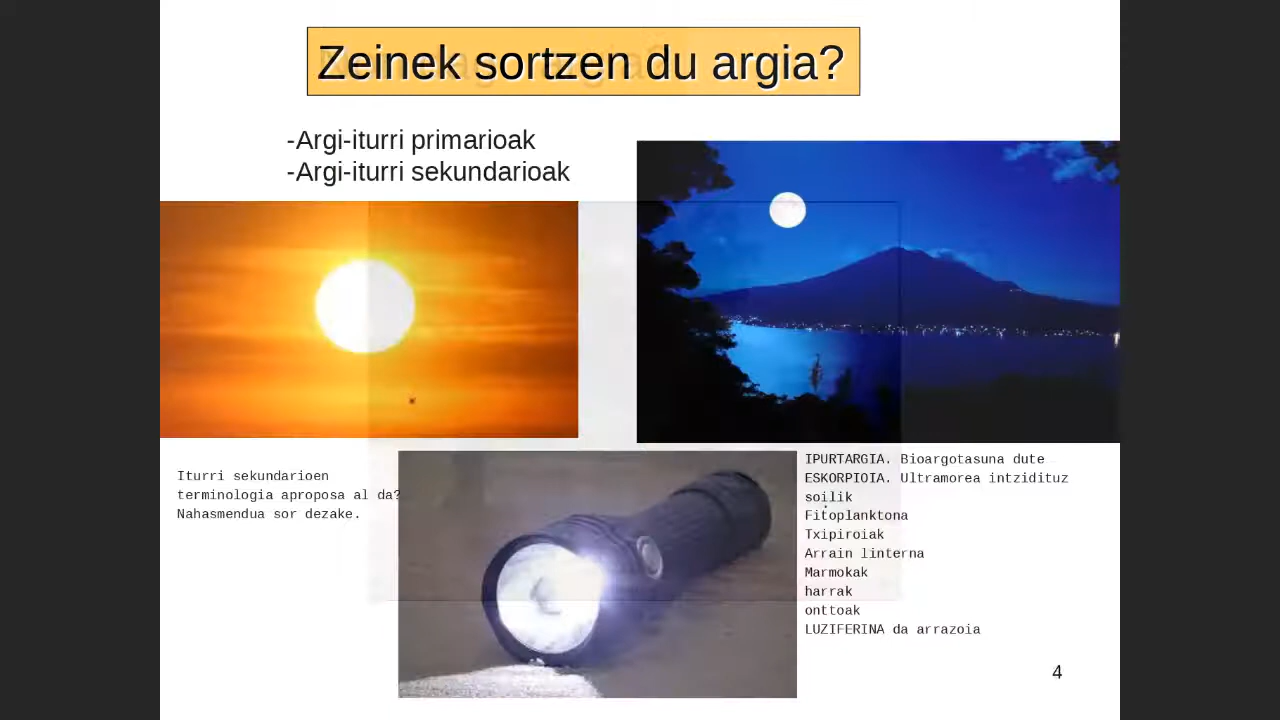 Zeinek sortzen du argia?
-Argi-iturri primarioak
-Argi-iturri sekundarioak
Iturri sekundarioen
terminologia aproposa al da?
Nahasmendua sor dezake.
IPURTARGIA. Bioargotasuna dute
ESKORPIOIA. Ultramorea intzidituz
soilik
Fitoplanktona
Txipiroiak
Arrain linterna
Marmokak
harrak
onttoak
LUZIFERINA da arrazoia
4